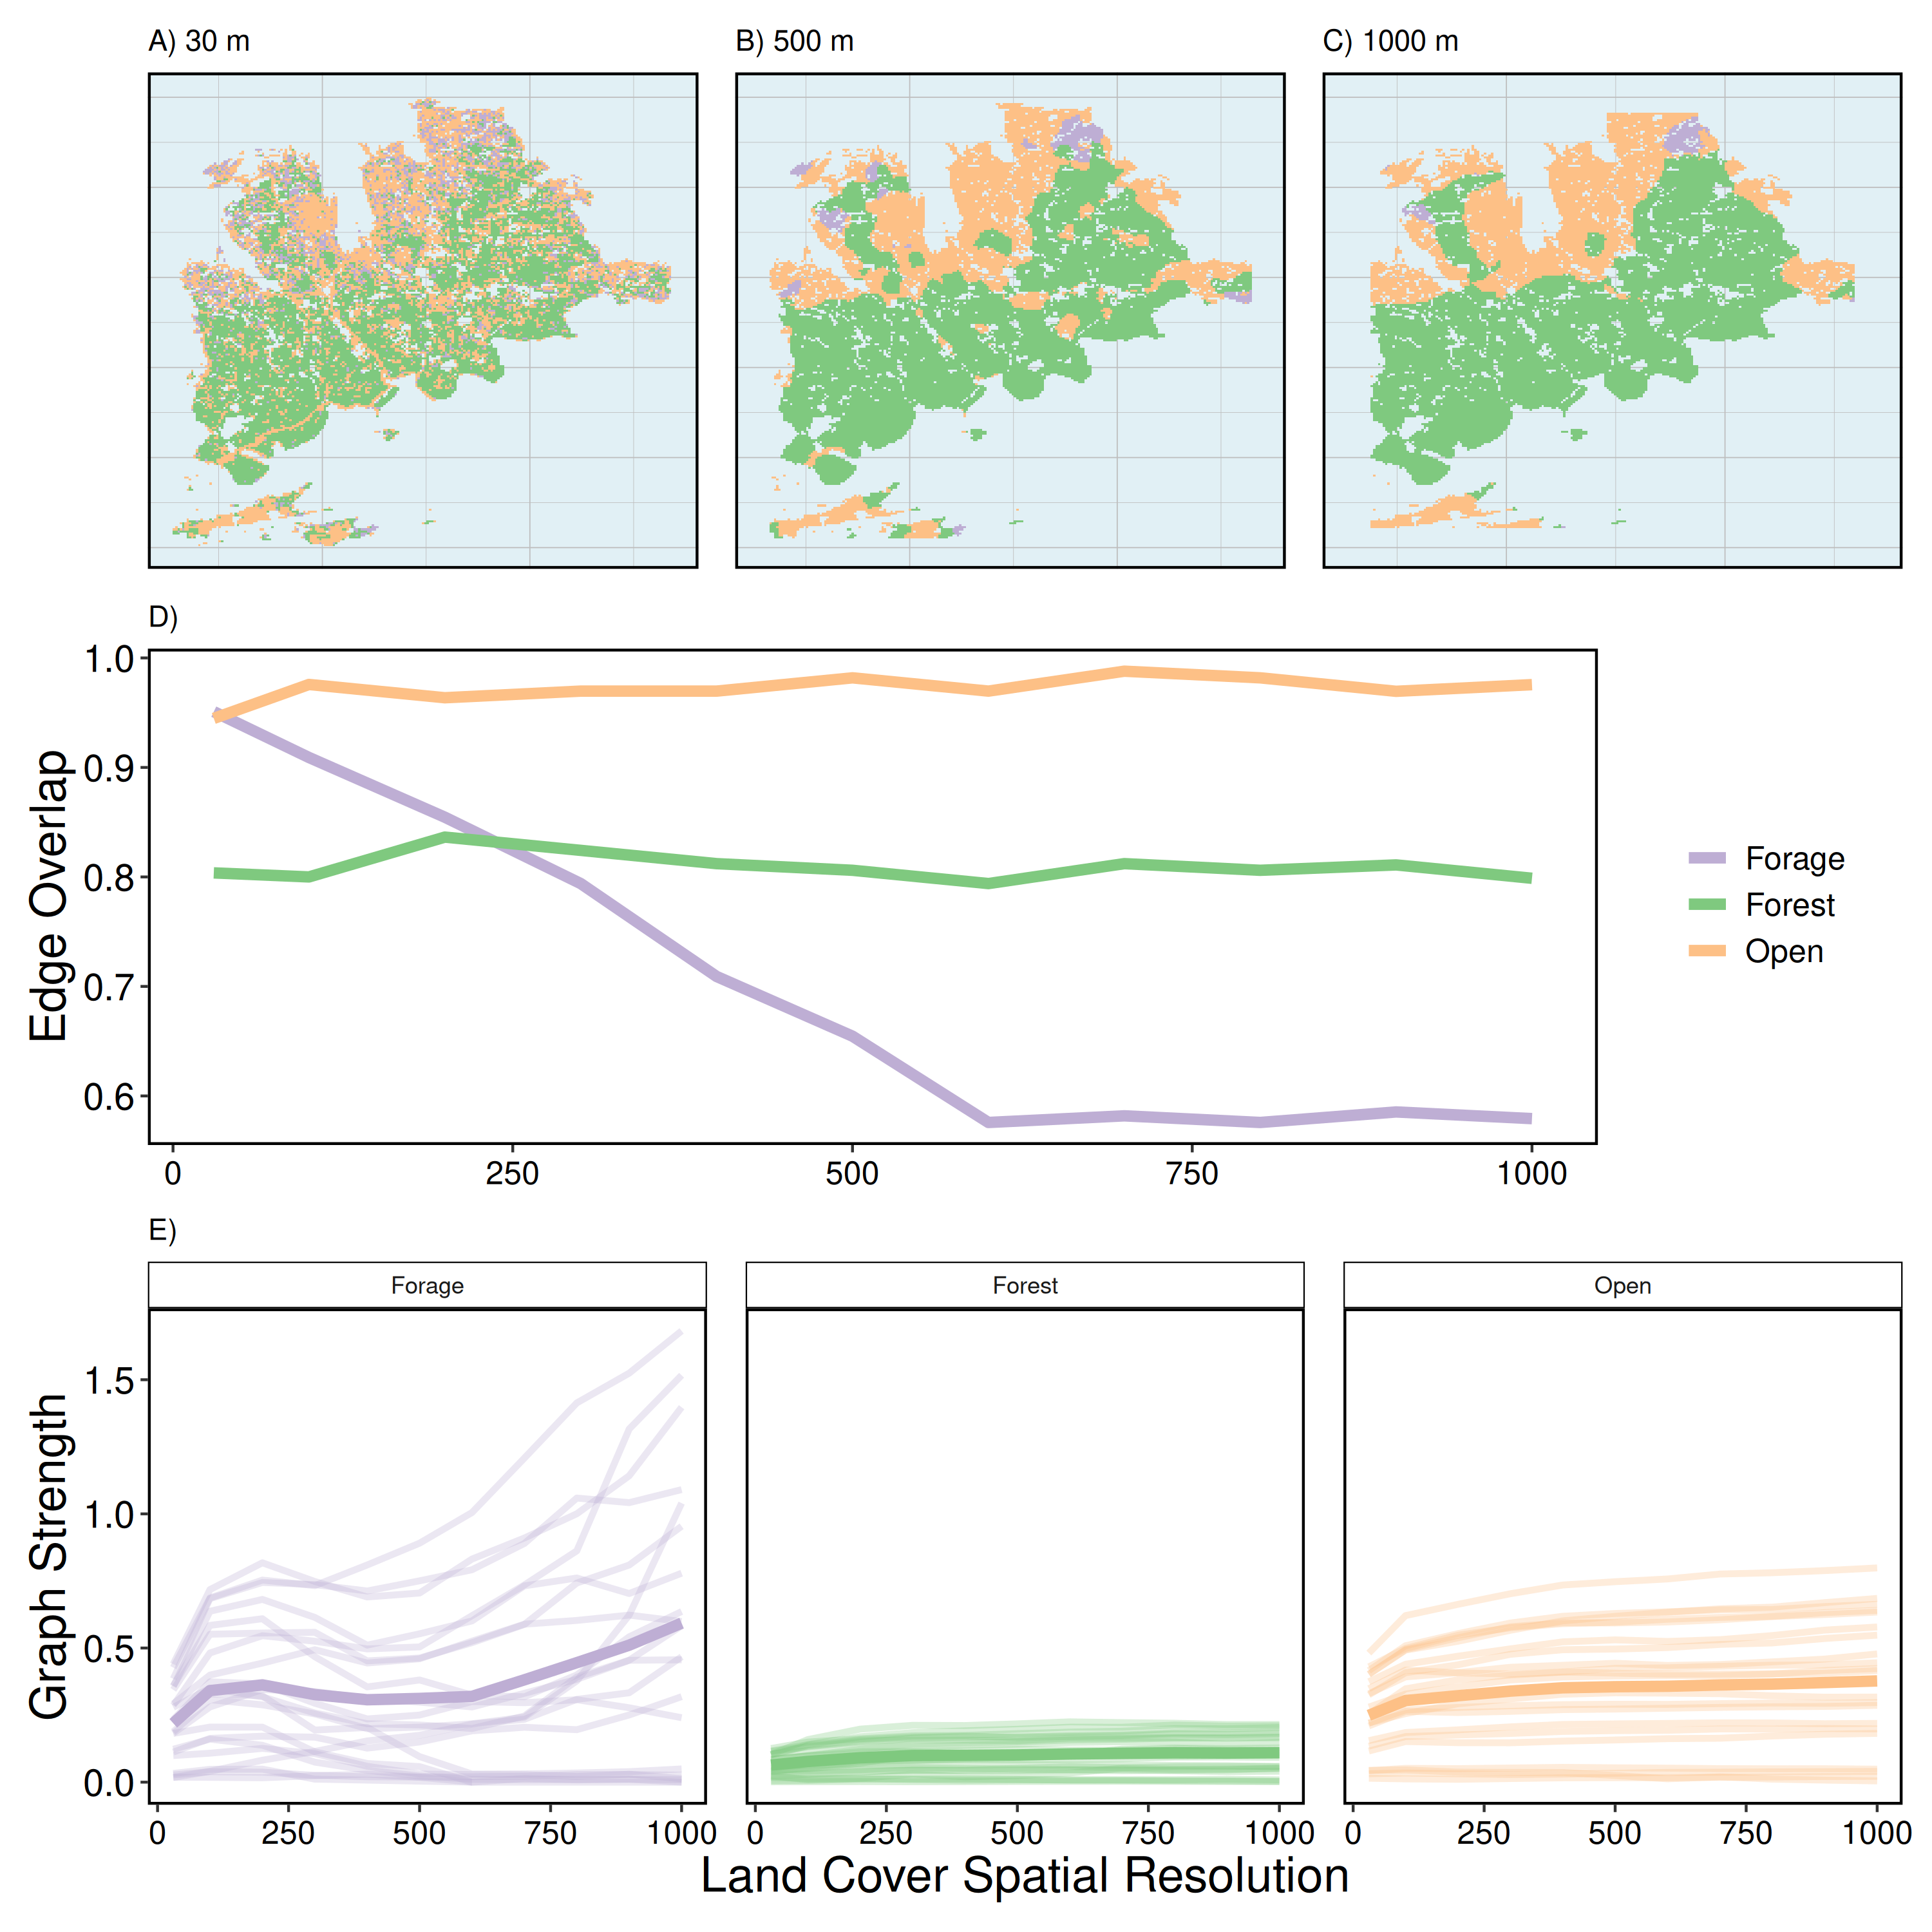 A) 30 m
B) 500 m
C) 1000 m
D)
Edge Overlap
1.0
0.9
0.8
0.7
0.6
0 250 500 750 1000
Forage
Forest
Open
E)
Graph Strength
Forage
Forest
Open
1.5
1.0
0.5
0.0
0 250 500 750 1000
0 250 500 750 1000
0 250 500 750 1000
Land Cover Spatial Resolution